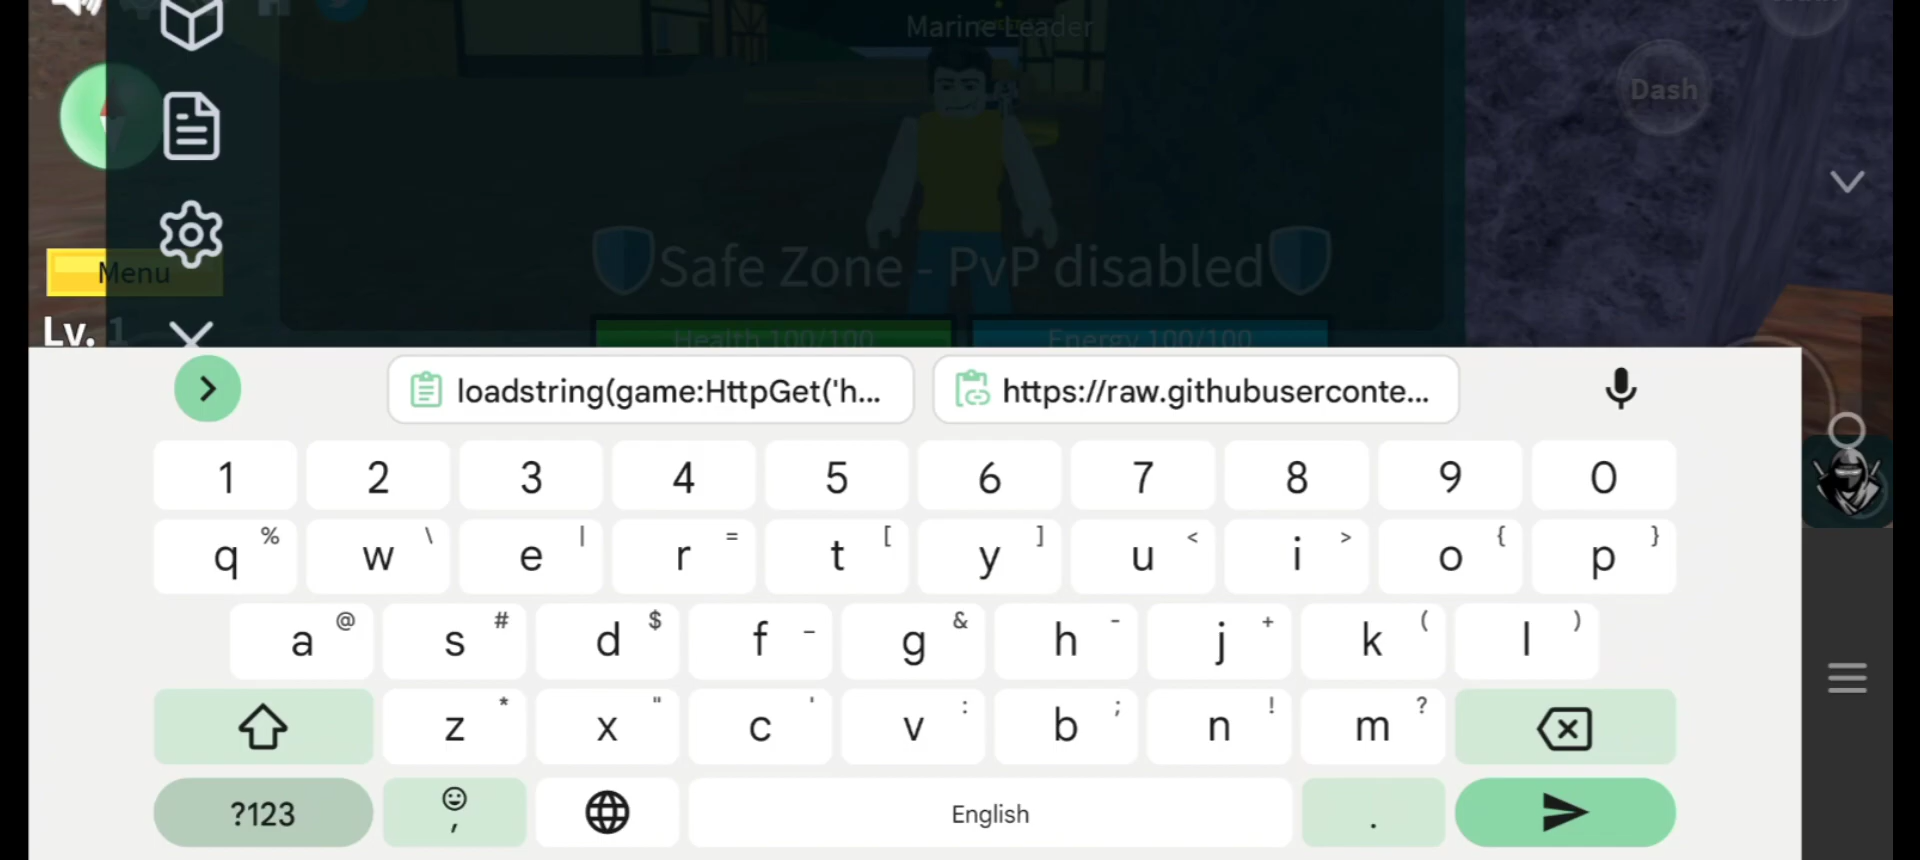 Marine Leader
Dash
Safe Zone - PvP disabled
Menu
Lv. 1
Health 100/100
Energy 100/100
loadstring(game:HttpGet('h...
https://raw.githubuserconte...
1 2 3 4 5 6 7 8 9 0
q % w \ e | r = t [ y ] u < i > o { p }
a @ s # d $ f _ g & h - j + k ( l )
z * x " c ' v : b ; n ! m ?
?123 , English .